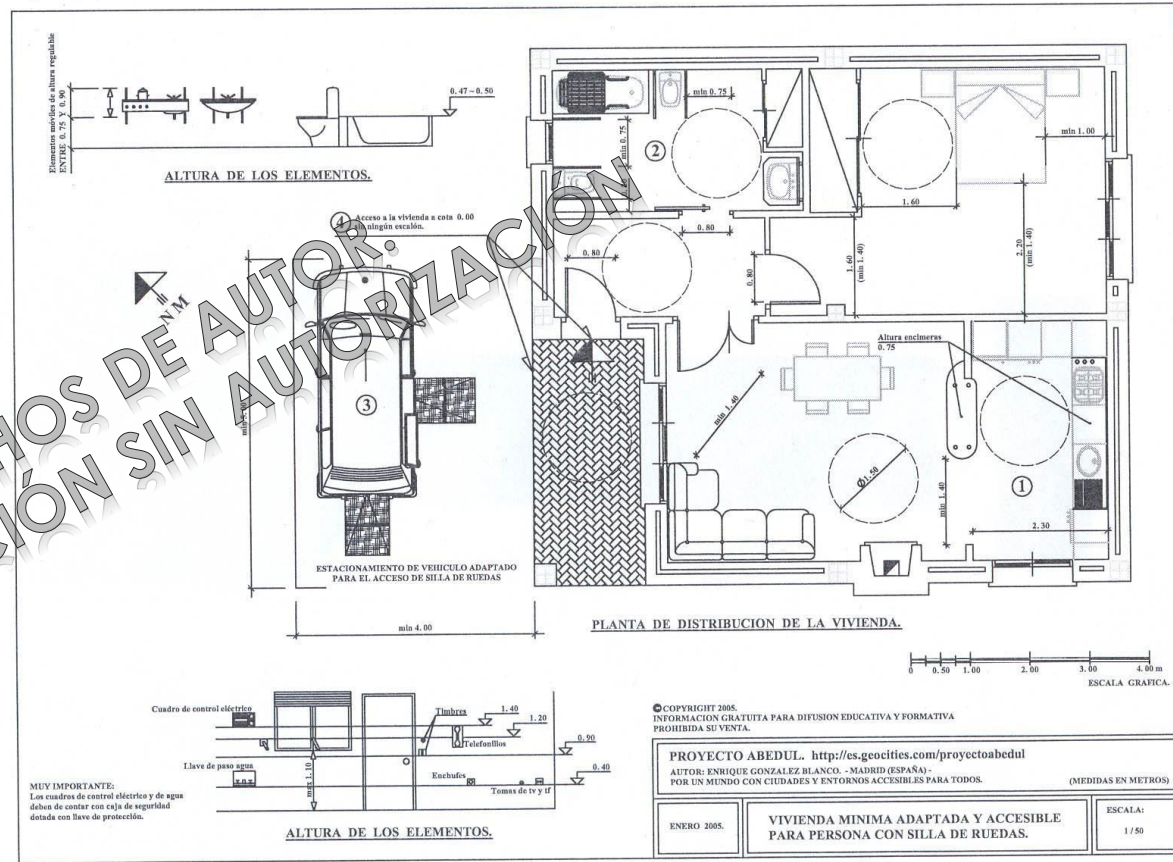 Elementos móviles de altura regulable
ENTRE 0.75 Y 0.90
0.47 ~ 0.50
ALTURA DE LOS ELEMENTOS.
4
Acceso a la vivienda a cota 0.00
sin ningún escalón.
N M
min 5.00
3
ESTACIONAMIENTO DE VEHICULO ADAPTADO
PARA EL ACCESO DE SILLA DE RUEDAS
min 4.00
min 0.75
min 0.75
2
0.80
0.80
0.80
1.60
(min 1.40)
1.60
min 1.00
2.20
(min 1.40)
Altura encimeras
0.75
min 1.40
Φ1.50
min 1.40
1
2.30
PLANTA DE DISTRIBUCION DE LA VIVIENDA.
0 0.50 1.00 2.00 3.00 4.00 m
ESCALA GRAFICA.
Cuadro de control eléctrico
Llave de paso agua
max 1.10
Timbres
Telefonillos
Enchufes
Tomas de tv y tf
1.40
1.20
0.90
0.40
MUY IMPORTANTE:
Los cuadros de control eléctrico y de agua
deben de contar con caja de seguridad
dotada con llave de protección.
ALTURA DE LOS ELEMENTOS.
© COPYRIGHT 2005.
INFORMACION GRATUITA PARA DIFUSION EDUCATIVA Y FORMATIVA
PROHIBIDA SU VENTA.
PROYECTO ABEDUL. http://es.geocities.com/proyectoabedul
AUTOR: ENRIQUE GONZALEZ BLANCO. - MADRID (ESPAÑA) -
POR UN MUNDO CON CIUDADES Y ENTORNOS ACCESIBLES PARA TODOS.
(MEDIDAS EN METROS)
ENERO 2005.
VIVIENDA MINIMA ADAPTADA Y ACCESIBLE
PARA PERSONA CON SILLA DE RUEDAS.
ESCALA:
1 / 50
HOS DE AUTOR.
CIÓN SIN AUTORIZACIÓN